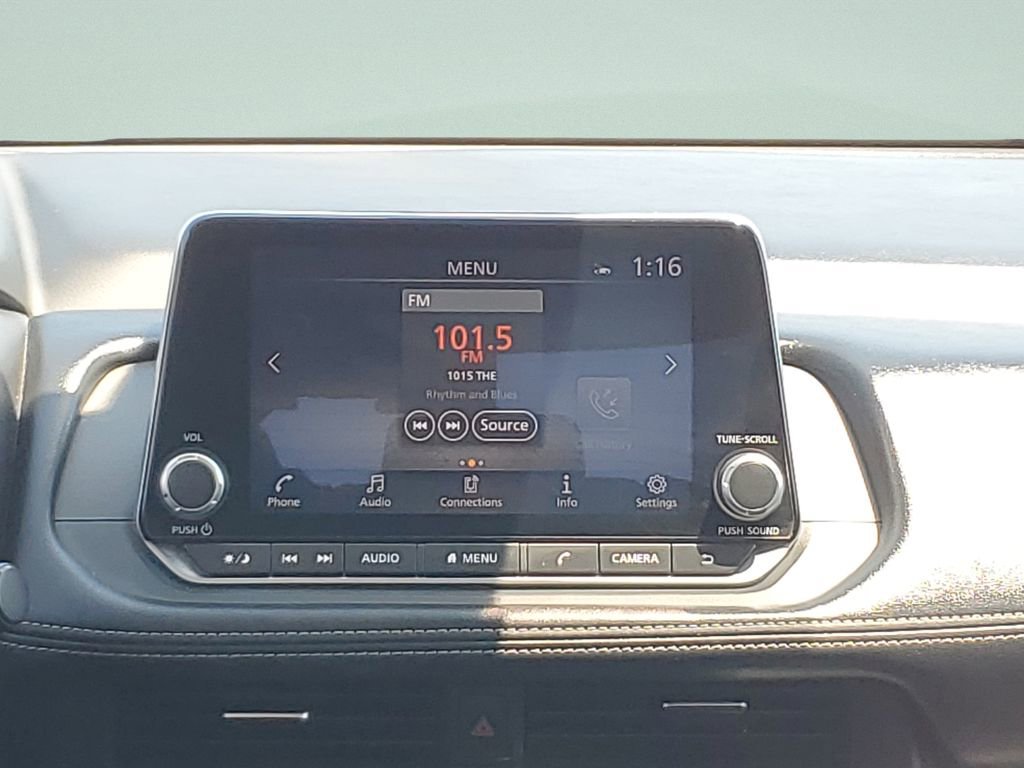 MENU 1:16
FM
101.5
FM
1015 THE
Rhythm and Blues
Source
VOL
TUNE-SCROLL
Phone Audio Connections Info Settings
PUSH
PUSH SOUND
AUDIO MENU CAMERA